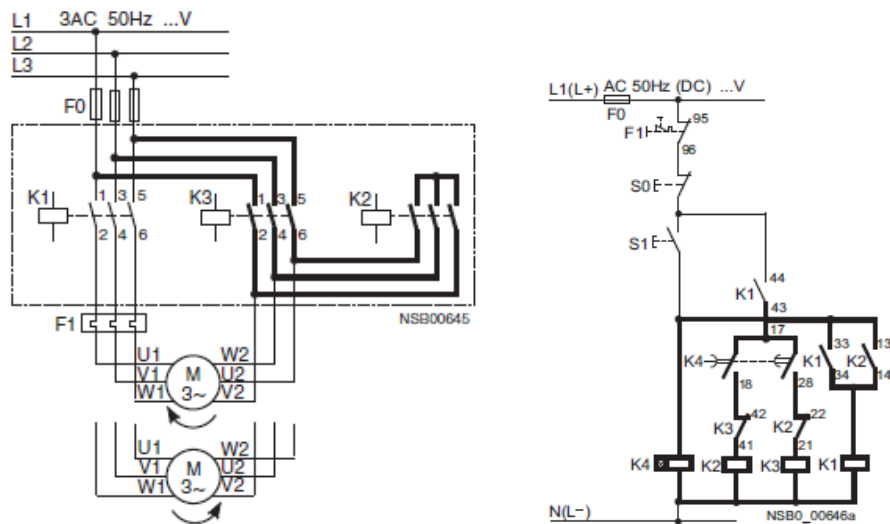 L1 3AC 50Hz ...V
L2
L3
F0
K1
1 3 5
2 4 6
K3
1 3 5
2 4 6
K2
NSB00645
F1
U1
V1
W1
M
3~
W2
U2
V2
U1
V1
W1
M
3~
W2
U2
V2
L1(L+) AC 50Hz (DC) ...V
F0
F1
95
96
S0
S1
K1
44
43
17
K4
18
28
K1
33
34
K2
13
14
K3
42
41
K2
22
21
K4
K2
K3
K1
N(L−)
NSB0_00646a